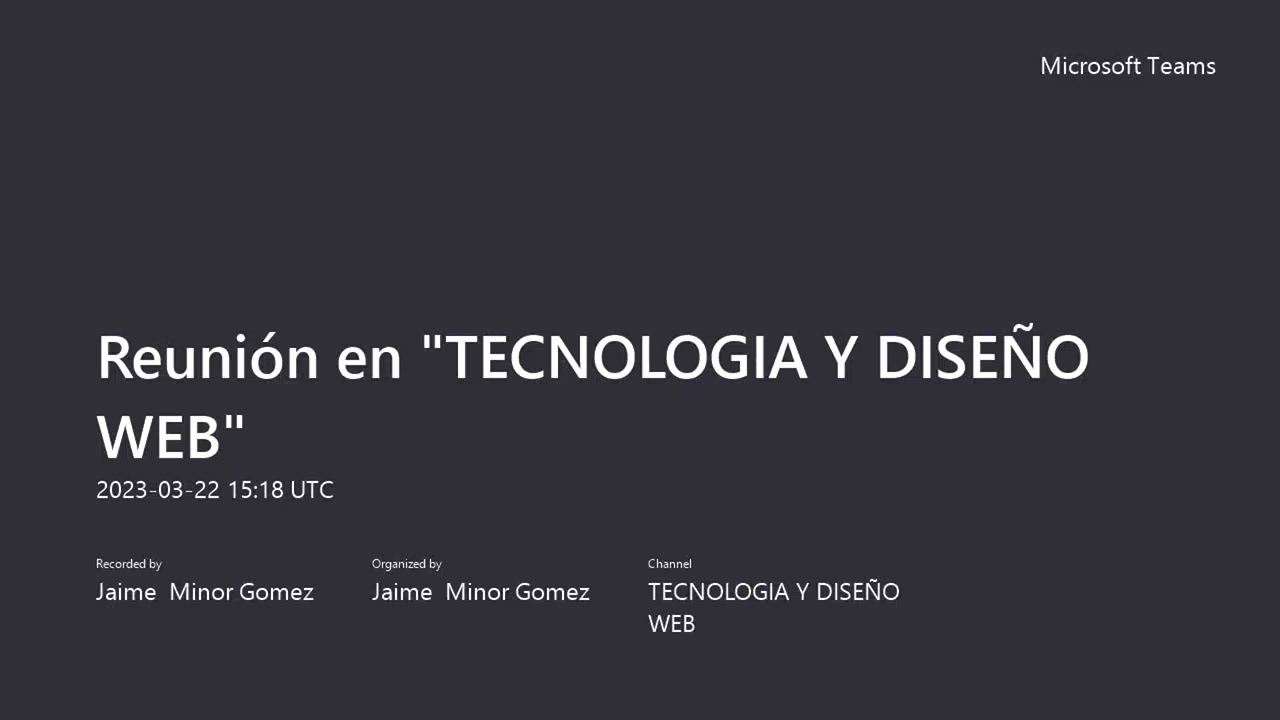 Microsoft Teams
Reunión en "TECNOLOGIA Y DISEÑO
WEB"
2023-03-22 15:18 UTC
Recorded by
Jaime  Minor Gomez
Organized by
Jaime  Minor Gomez
Channel
TECNOLOGIA Y DISEÑO
WEB